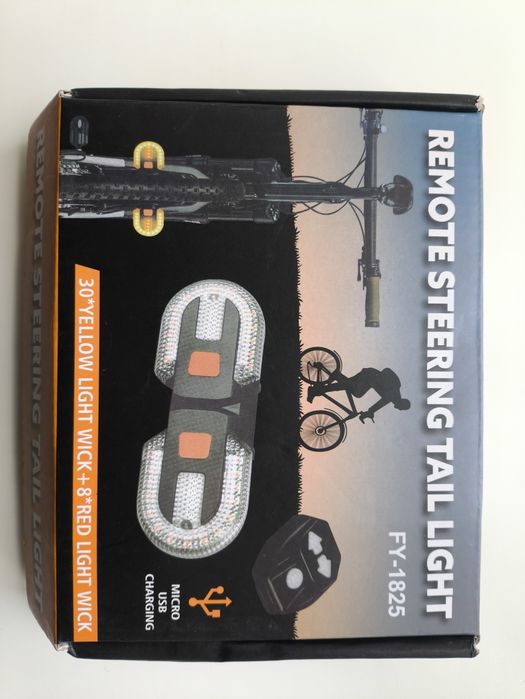 REMOTE STEERING TAIL LIGHT
FY-1825
MICRO
USB
CHARGING
30*YELLOW LIGHT WICK+8*RED LIGHT WICK
REMOTE STEERING TAIL LIGHT